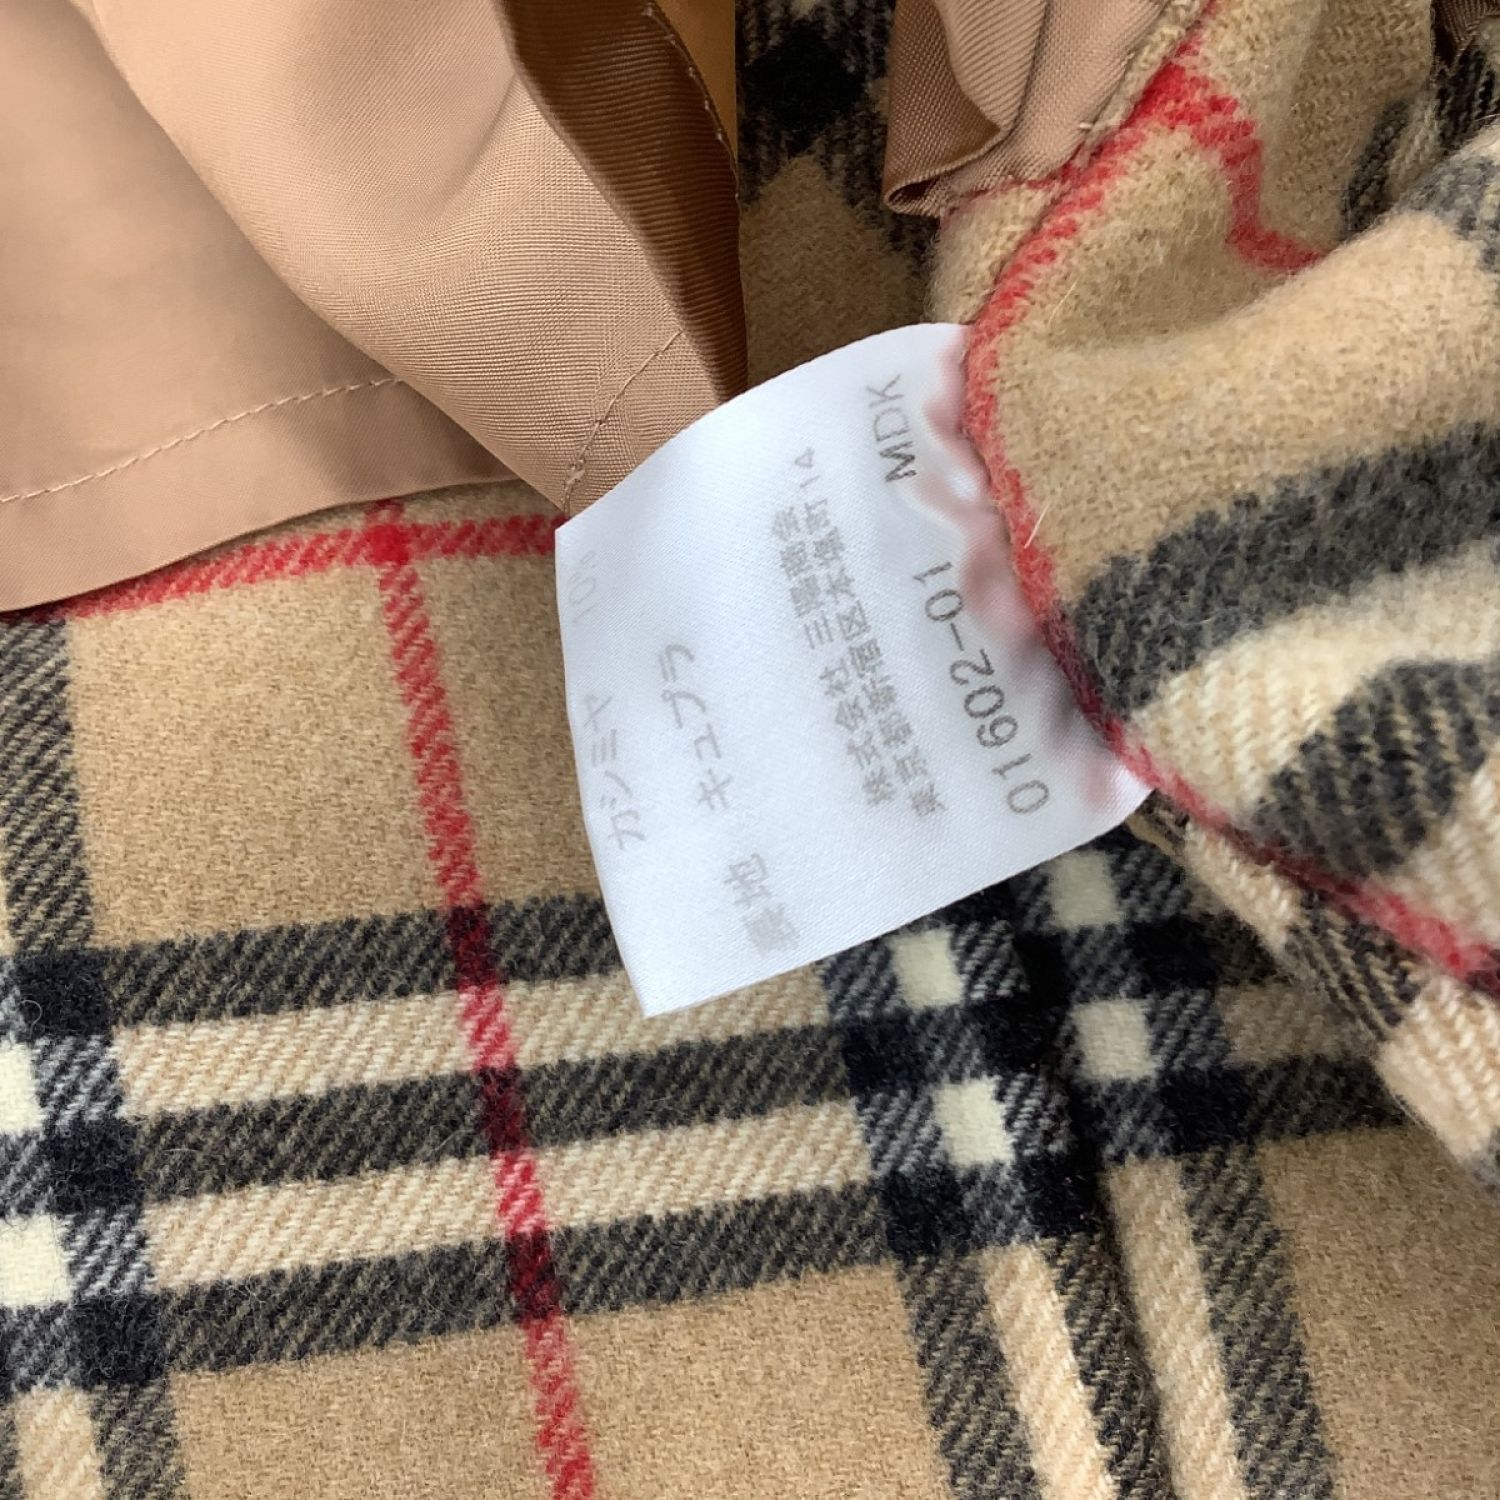 カシミヤ 10%
裏地 キュプラ
株式会社 三陽商会
東京都新宿区本塩町14
01602-01 MDK